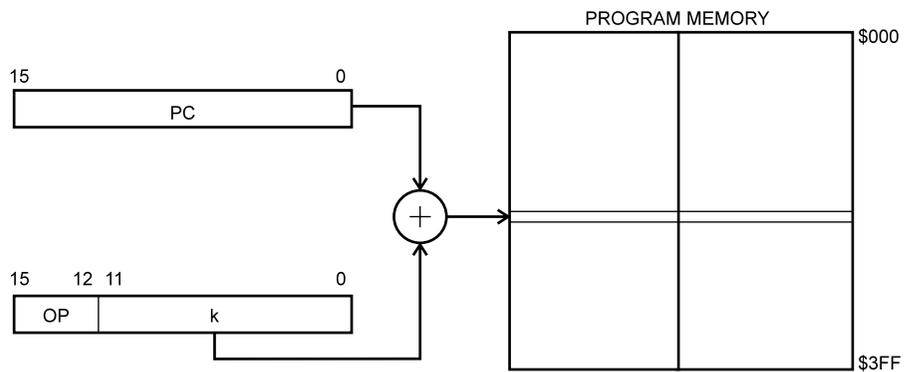 PROGRAM MEMORY
$000
15 0
PC
+
15 12 11 0
OP k
$3FF